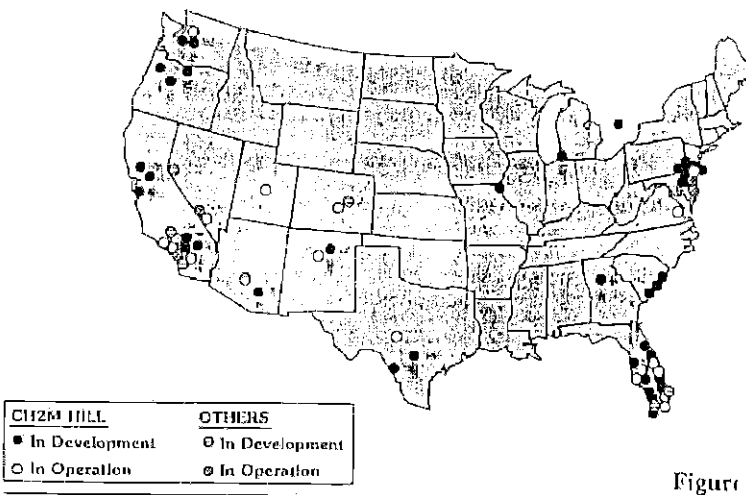 CH2M HILL OTHERS
In Development In Development
In Operation In Operation
Figure